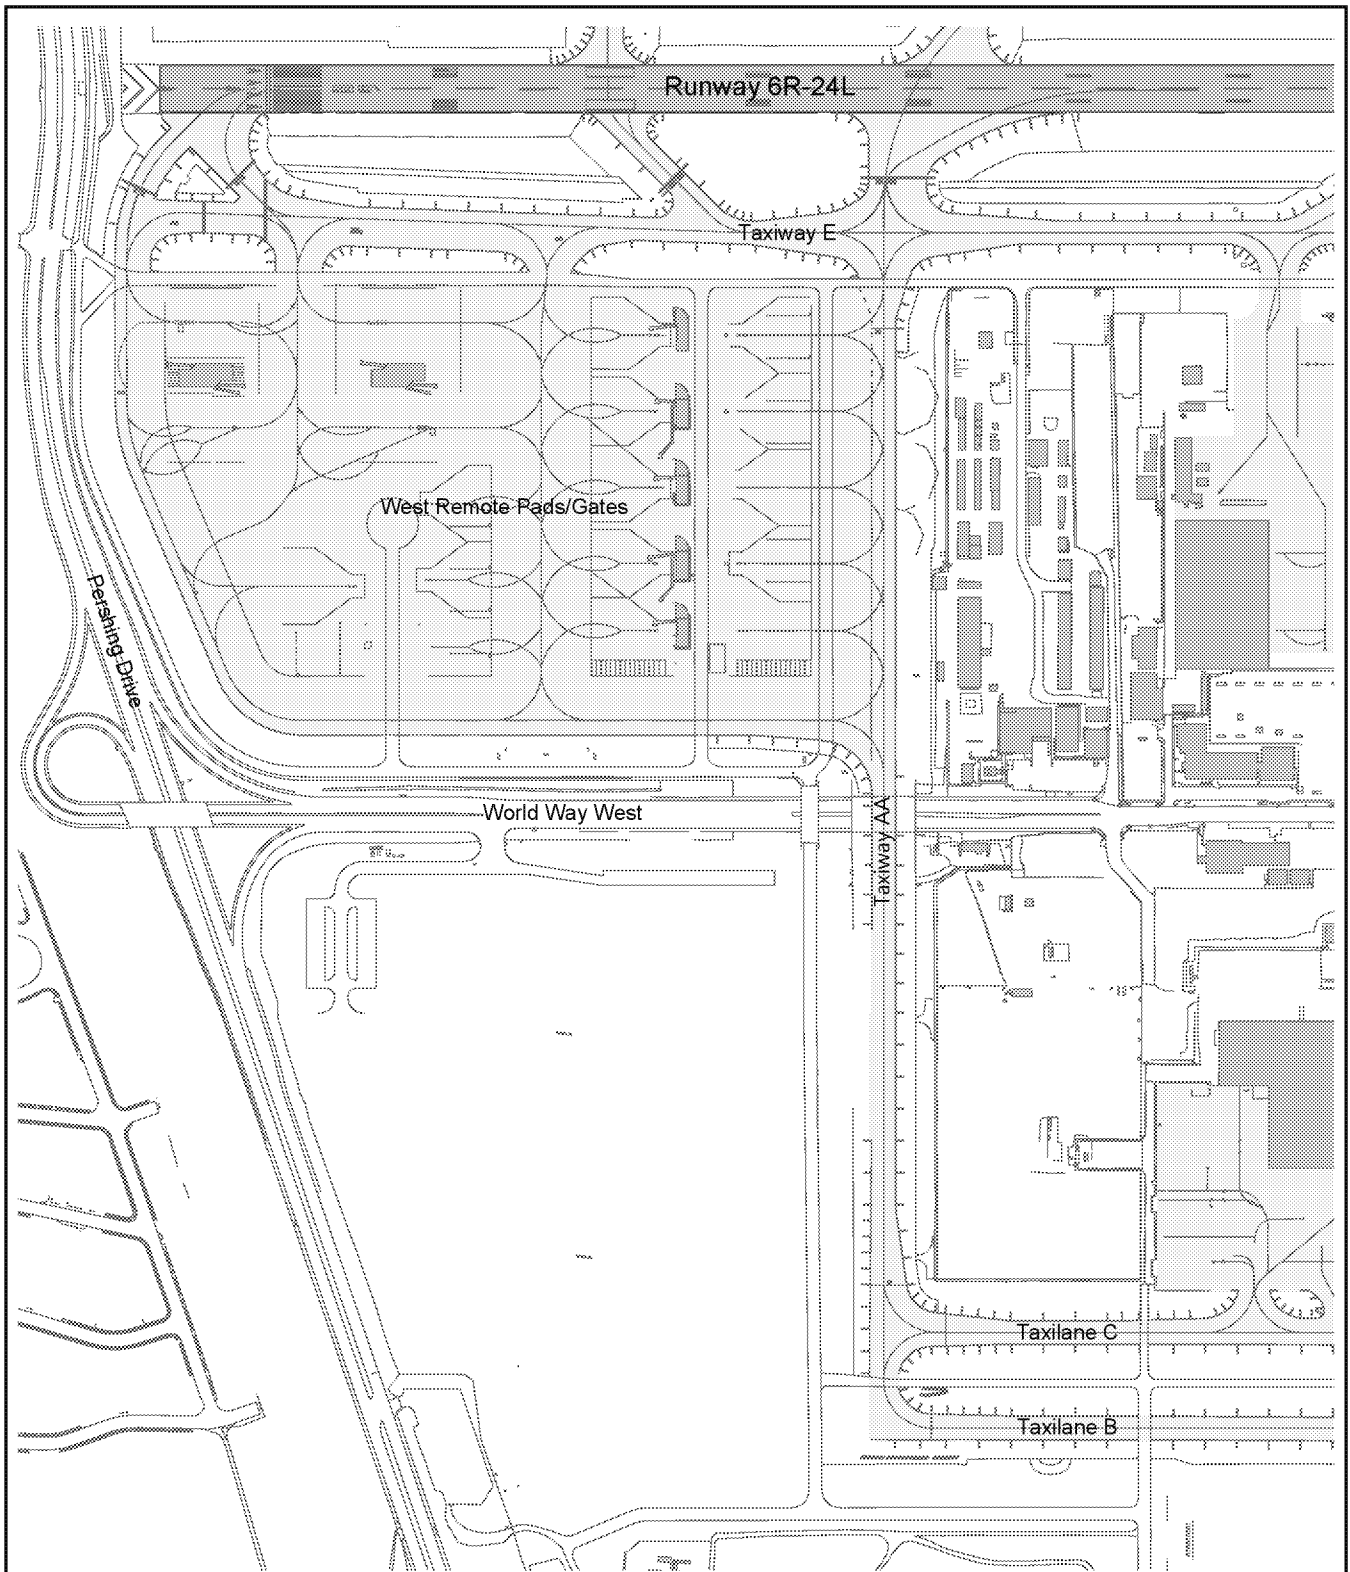 Runway 6R-24L
Taxiway E
West Remote Pads/Gates
Pershing Drive
World Way West
Taxiway AA
Taxilane C
Taxilane B